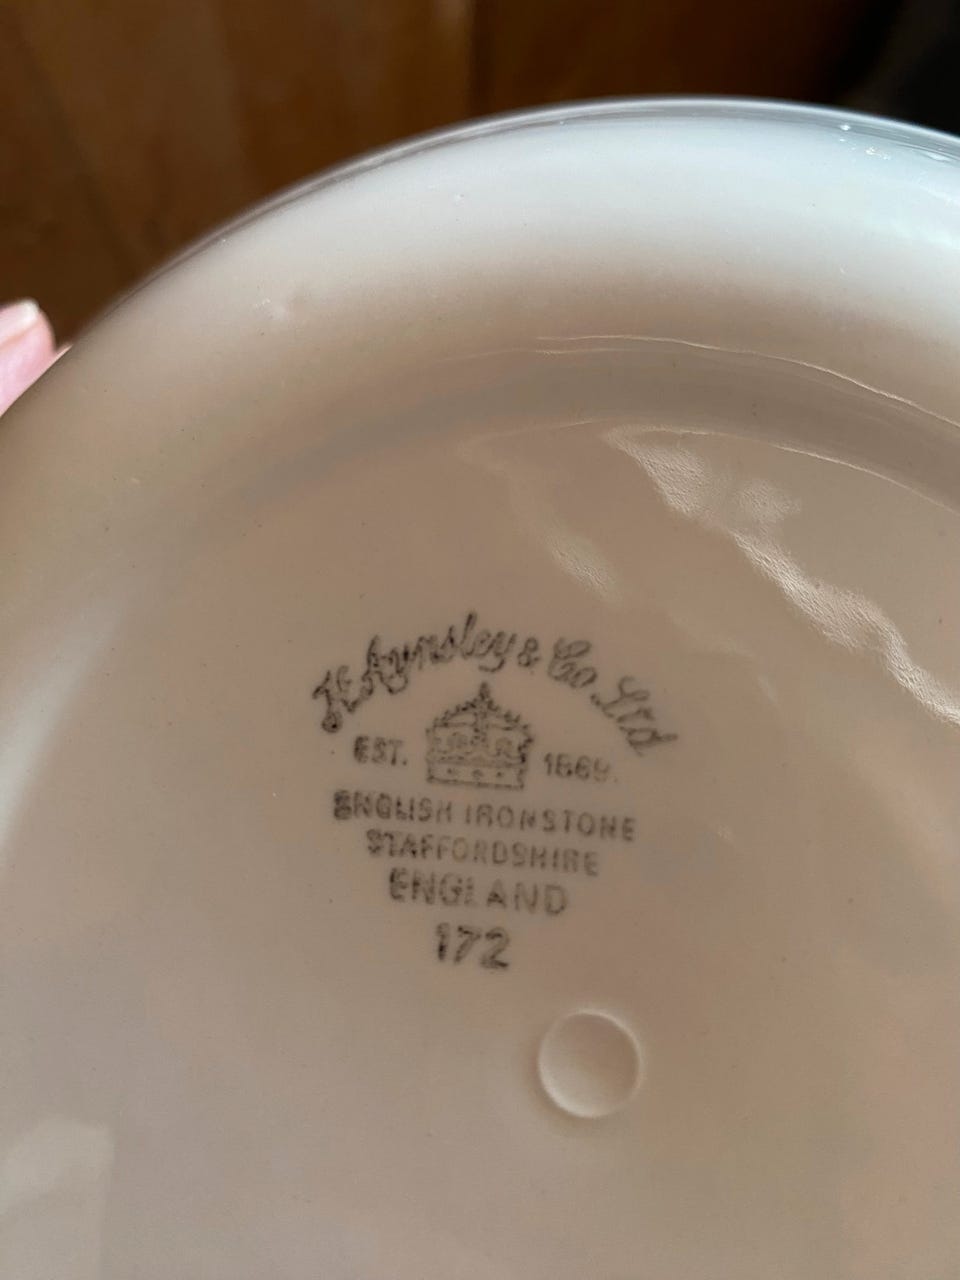 H. Aynsley & Co Ltd
EST. 1869.
ENGLISH IRONSTONE
STAFFORDSHIRE
ENGLAND
172